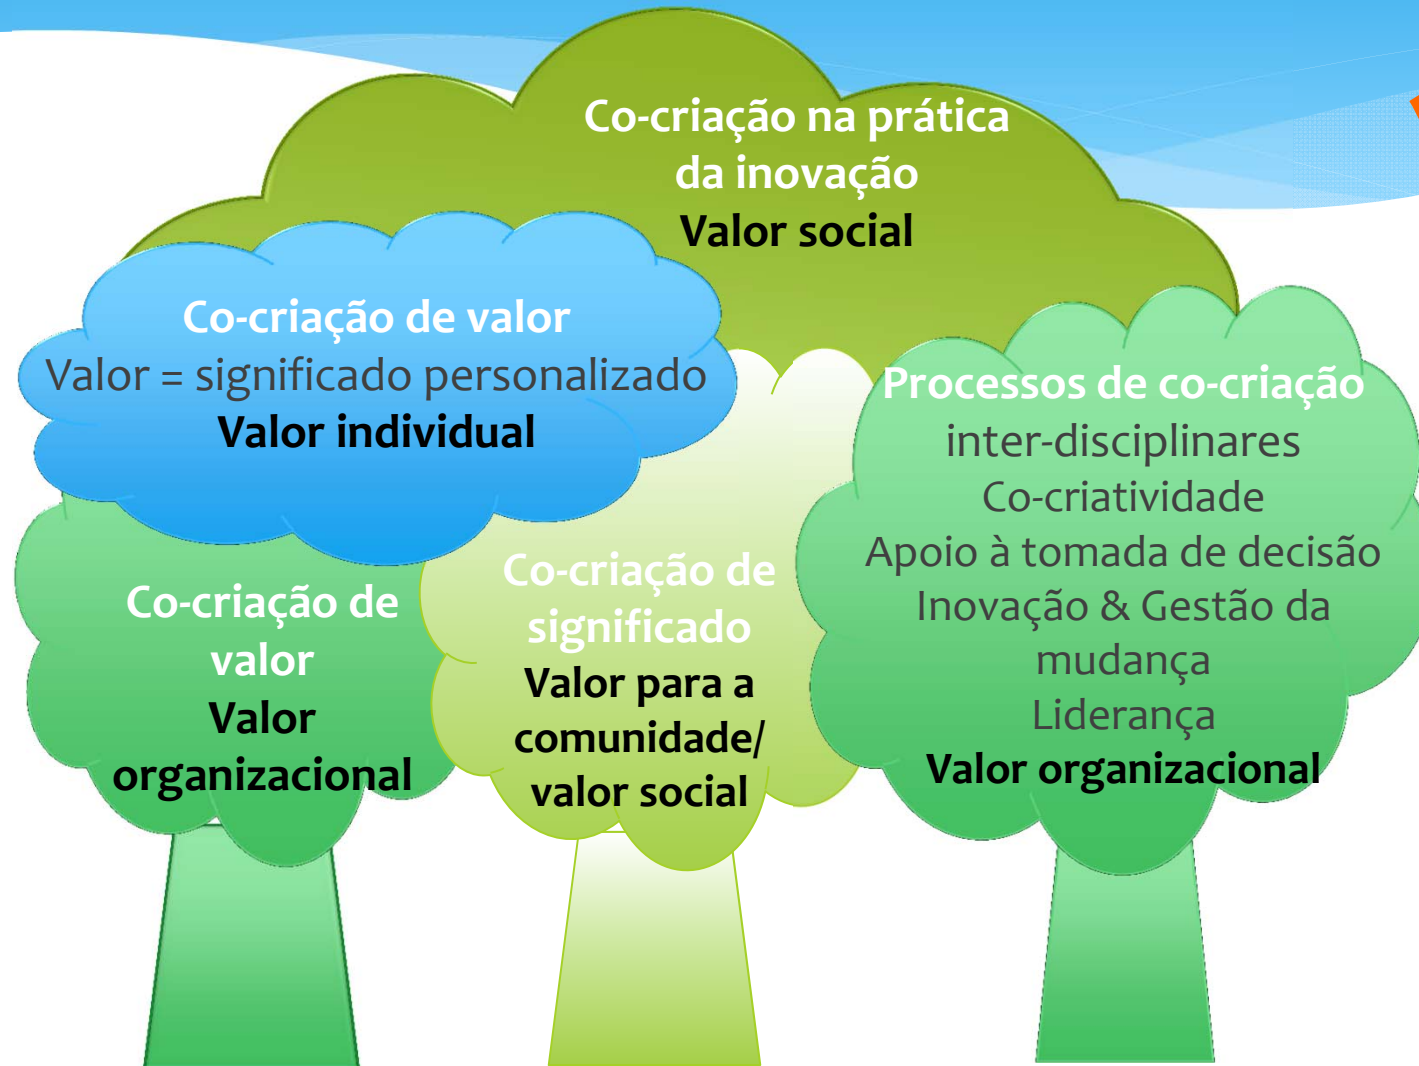 Co-criação na prática
da inovação
Valor social
Co-criação de valor
Valor = significado personalizado
Valor individual
Co-criação de
valor
Valor
organizacional
Co-criação de
significado
Valor para a
comunidade/
valor social
Processos de co-criação
inter-disciplinares
Co-criatividade
Apoio à tomada de decisão
Inovação & Gestão da
mudança
Liderança
Valor organizacional